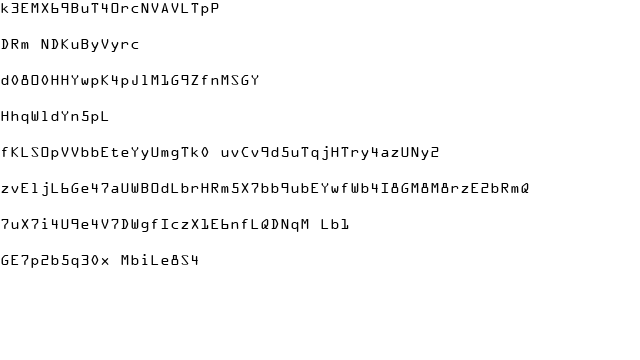 k3EMX69BuT4OrcNVAVLTpP
DRm NDKuByVyrc
d08O0HHYwpK4pJlM1G9ZfnMSGY
HhqWldYn5pL
fKLSOpVVbbEteYyUmgTk0 uvCv9d5uTqjHTry4azUNy2
zvEljL6Ge47aUWBOdLbrHRm5X7bb9ubEYwfWb4I8GM8M8rzE2bRmQ
7uX7i4U9e4V7DWgfIczX1E6nfLQDNqM Lb1
GE7p2b5q30x MbiLe8S4